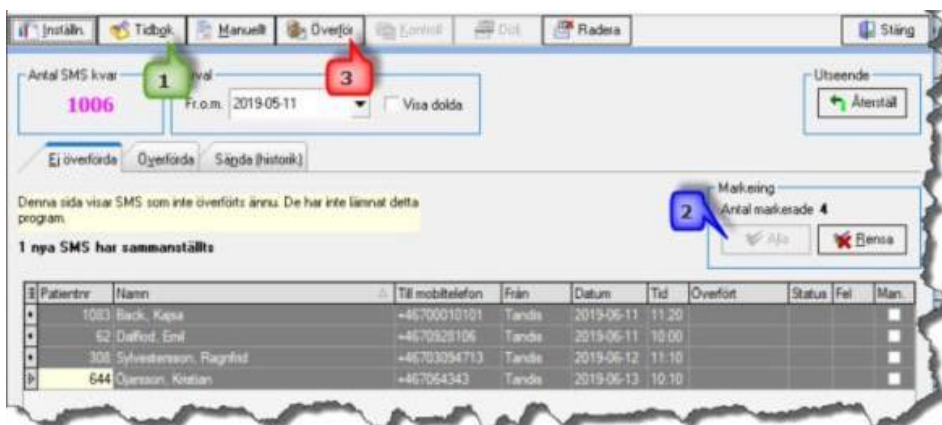 Inställn. Tidbok Manuellt Överför Kontroll Dölj Radera Stäng
1
3
Antal SMS kvar
1006
Fr.o.m. 2019-05-11
Visa dolda
Utseende
Återställ
Ej överförda Överförda Sända (historik)
Denna sida visar SMS som inte överförts ännu. De har inte lämnat detta
program.
1 nya SMS har sammanställts
Markering
2
Antal markerade 4
Alla Rensa
Patientnr Namn Till mobiltelefon Från Datum Tid Överfört Status Fel Man.
1083 Back, Kajsa +46700010101 Tandis 2019-06-11 11:20
62 Dalfjod, Emil +4670928106 Tandis 2019-06-11 10:00
308 Sylvestersson, Ragnfrid +46703094713 Tandis 2019-06-12 11:10
644 Kristian +467064343 Tandis 2019-06-13 10:10